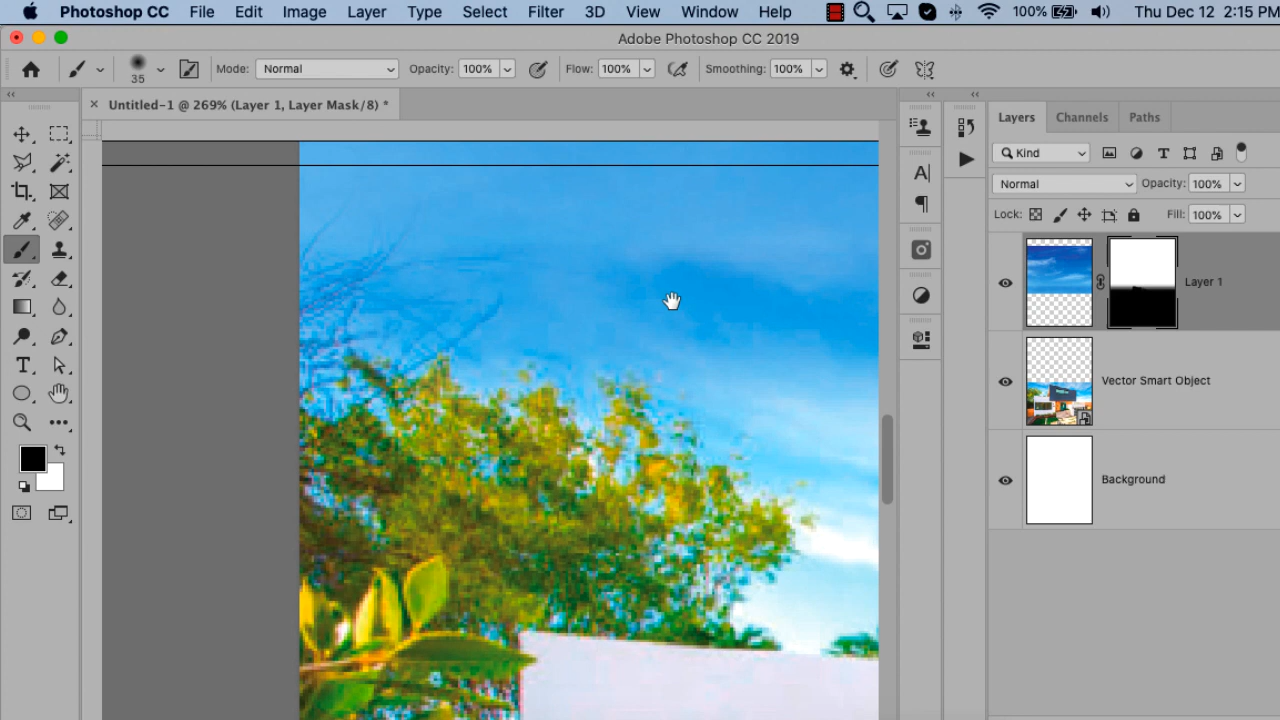 Photoshop CC File Edit Image Layer Type Select Filter 3D View Window Help 100% Thu Dec 12 2:15 PM
Adobe Photoshop CC 2019
35 Mode: Normal Opacity: 100% Flow: 100% Smoothing: 100%
Untitled-1 @ 269% (Layer 1, Layer Mask/8) *
Layers Channels Paths
Kind
Normal Opacity: 100%
Lock: Fill: 100%
Layer 1
Vector Smart Object
Background